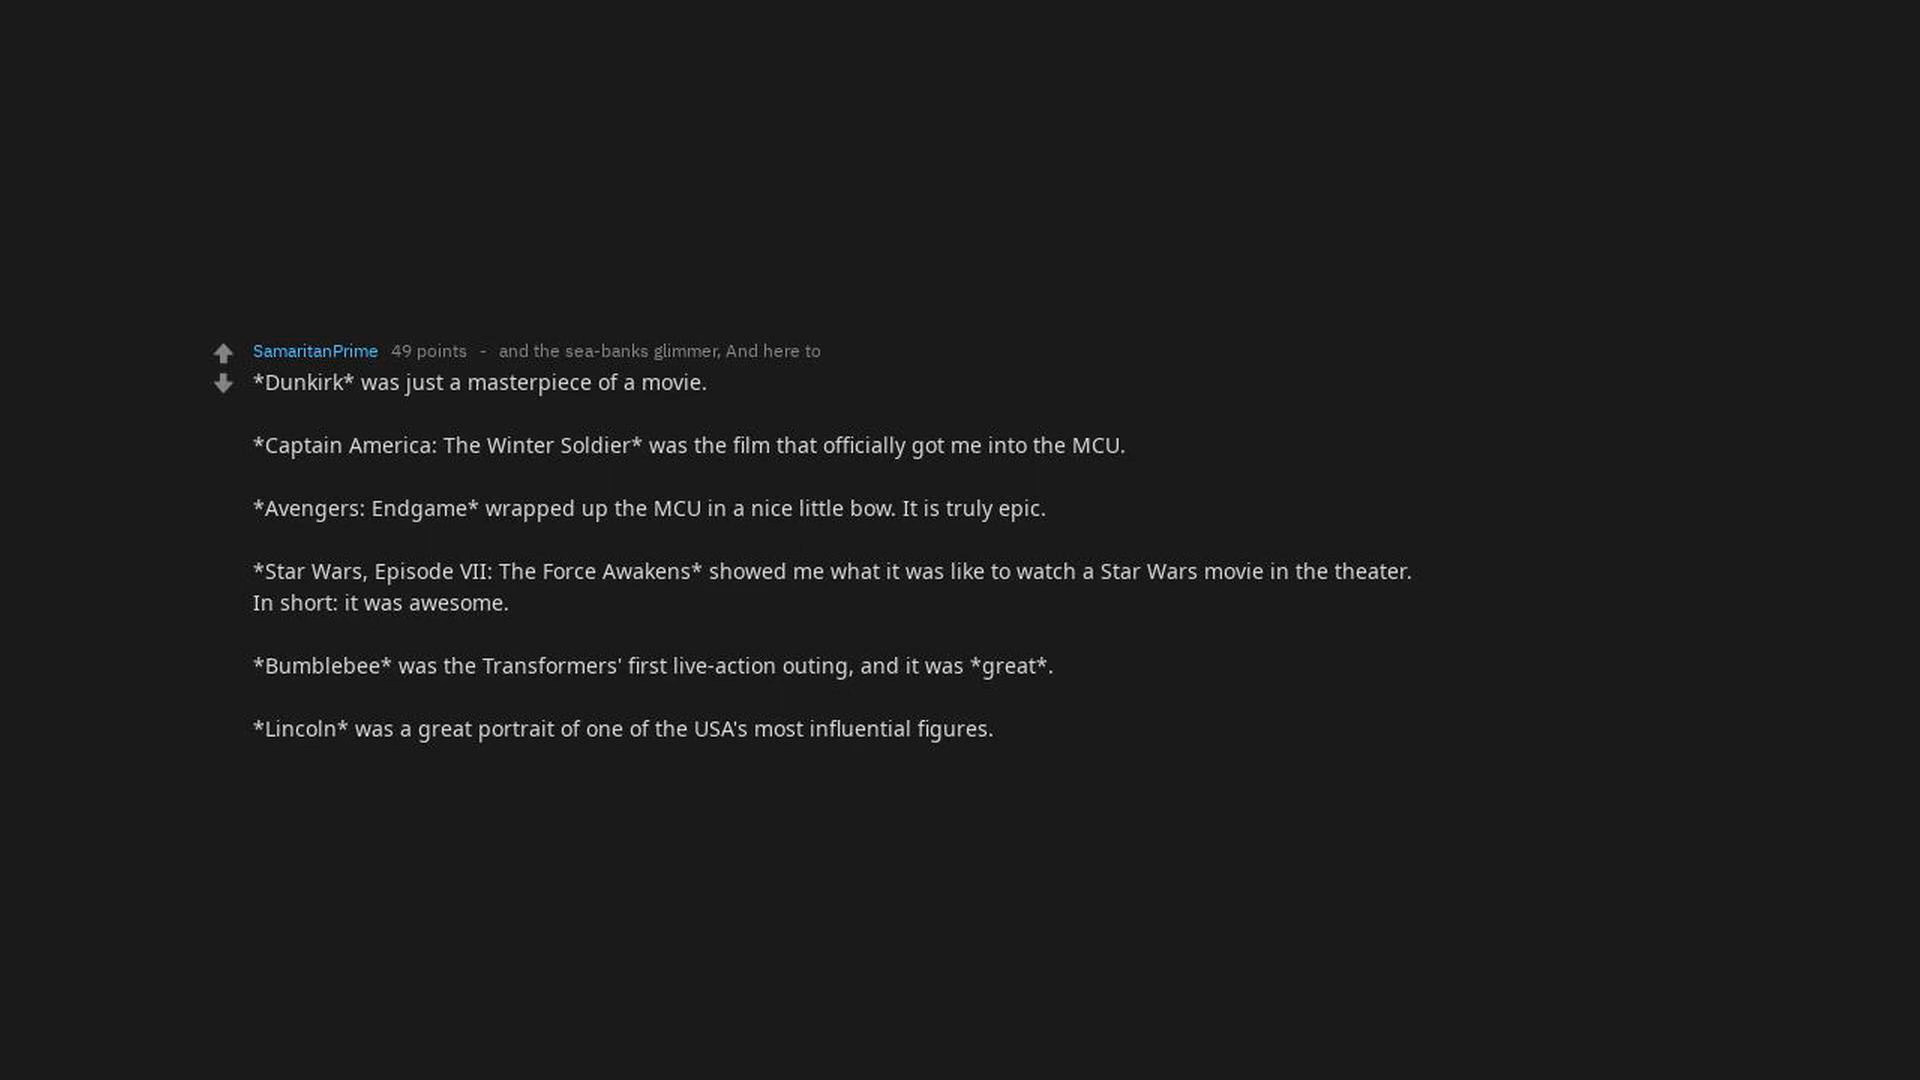 SamaritanPrime 49 points - and the sea-banks glimmer, And here to
*Dunkirk* was just a masterpiece of a movie.
*Captain America: The Winter Soldier* was the film that officially got me into the MCU.
*Avengers: Endgame* wrapped up the MCU in a nice little bow. It is truly epic.
*Star Wars, Episode VII: The Force Awakens* showed me what it was like to watch a Star Wars movie in the theater.
In short: it was awesome.
*Bumblebee* was the Transformers' first live-action outing, and it was *great*.
*Lincoln* was a great portrait of one of the USA's most influential figures.